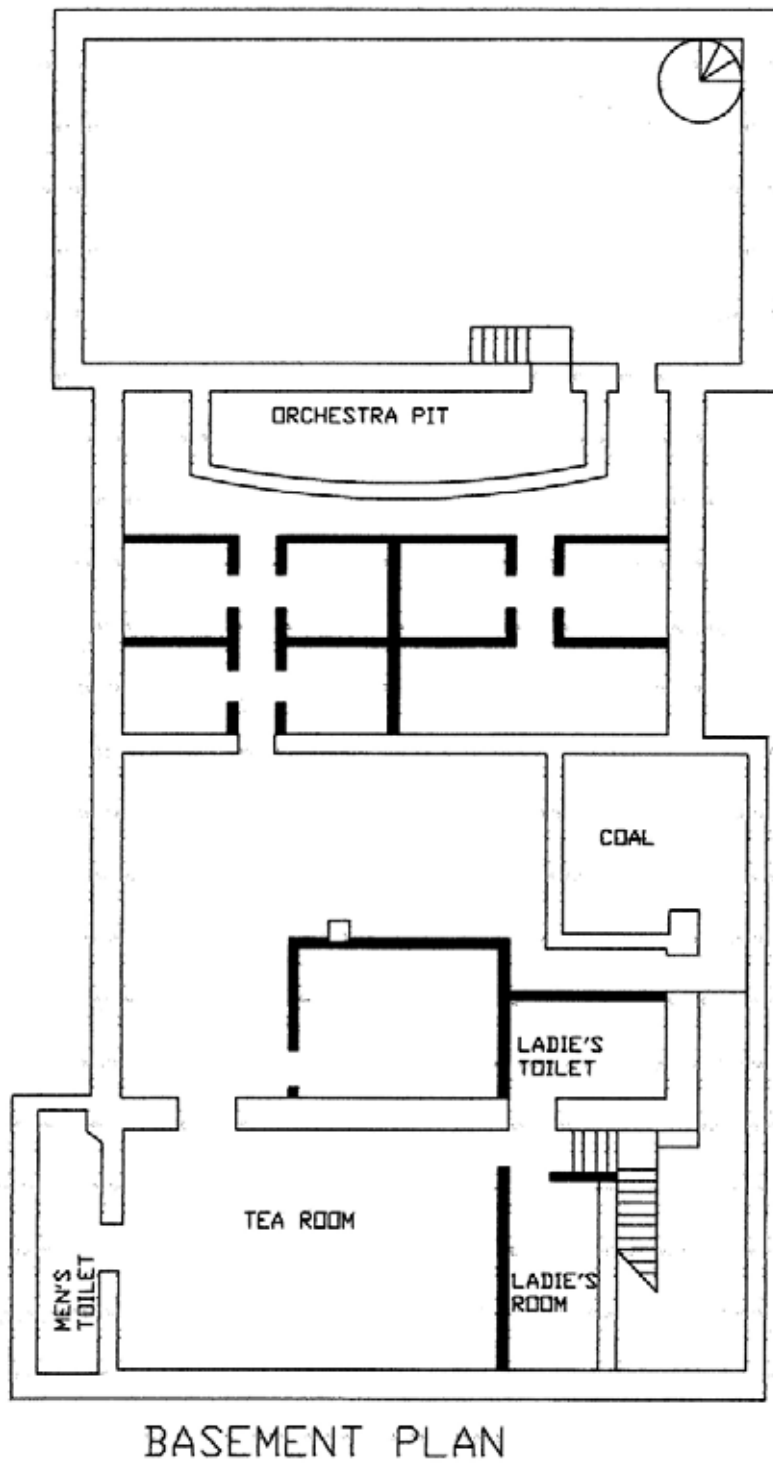 ORCHESTRA PIT
COAL
LADIE'S
TOILET
TEA ROOM
MEN'S
TOILET
LADIE'S
ROOM
BASEMENT PLAN